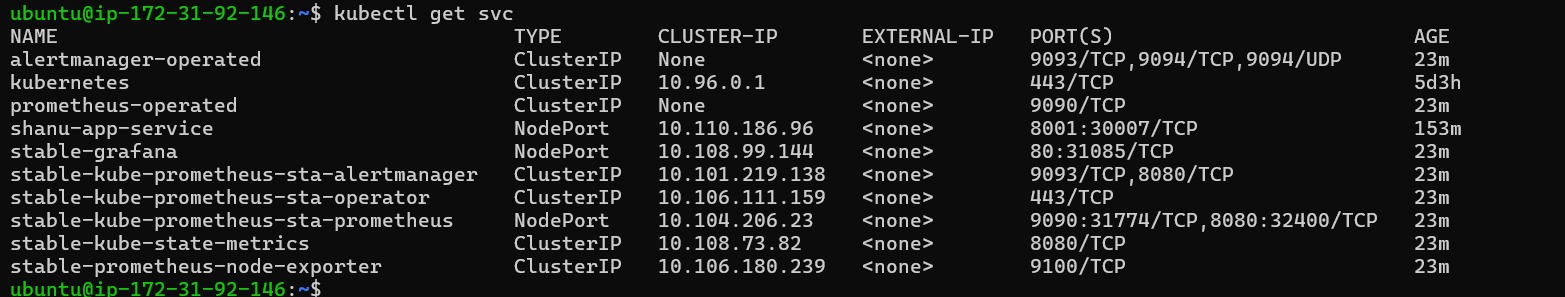 ubuntu@ip-172-31-92-146:~$ kubectl get svc
NAME TYPE CLUSTER-IP EXTERNAL-IP PORT(S) AGE
alertmanager-operated ClusterIP None <none> 9093/TCP,9094/TCP,9094/UDP 23m
kubernetes ClusterIP 10.96.0.1 <none> 443/TCP 5d3h
prometheus-operated ClusterIP None <none> 9090/TCP 23m
shanu-app-service NodePort 10.110.186.96 <none> 8001:30007/TCP 153m
stable-grafana NodePort 10.108.99.144 <none> 80:31085/TCP 23m
stable-kube-prometheus-sta-alertmanager ClusterIP 10.101.219.138 <none> 9093/TCP,8080/TCP 23m
stable-kube-prometheus-sta-operator ClusterIP 10.106.111.159 <none> 443/TCP 23m
stable-kube-prometheus-sta-prometheus NodePort 10.104.206.23 <none> 9090:31774/TCP,8080:32400/TCP 23m
stable-kube-state-metrics ClusterIP 10.108.73.82 <none> 8080/TCP 23m
stable-prometheus-node-exporter ClusterIP 10.106.180.239 <none> 9100/TCP 23m
ubuntu@ip-172-31-92-146:~$